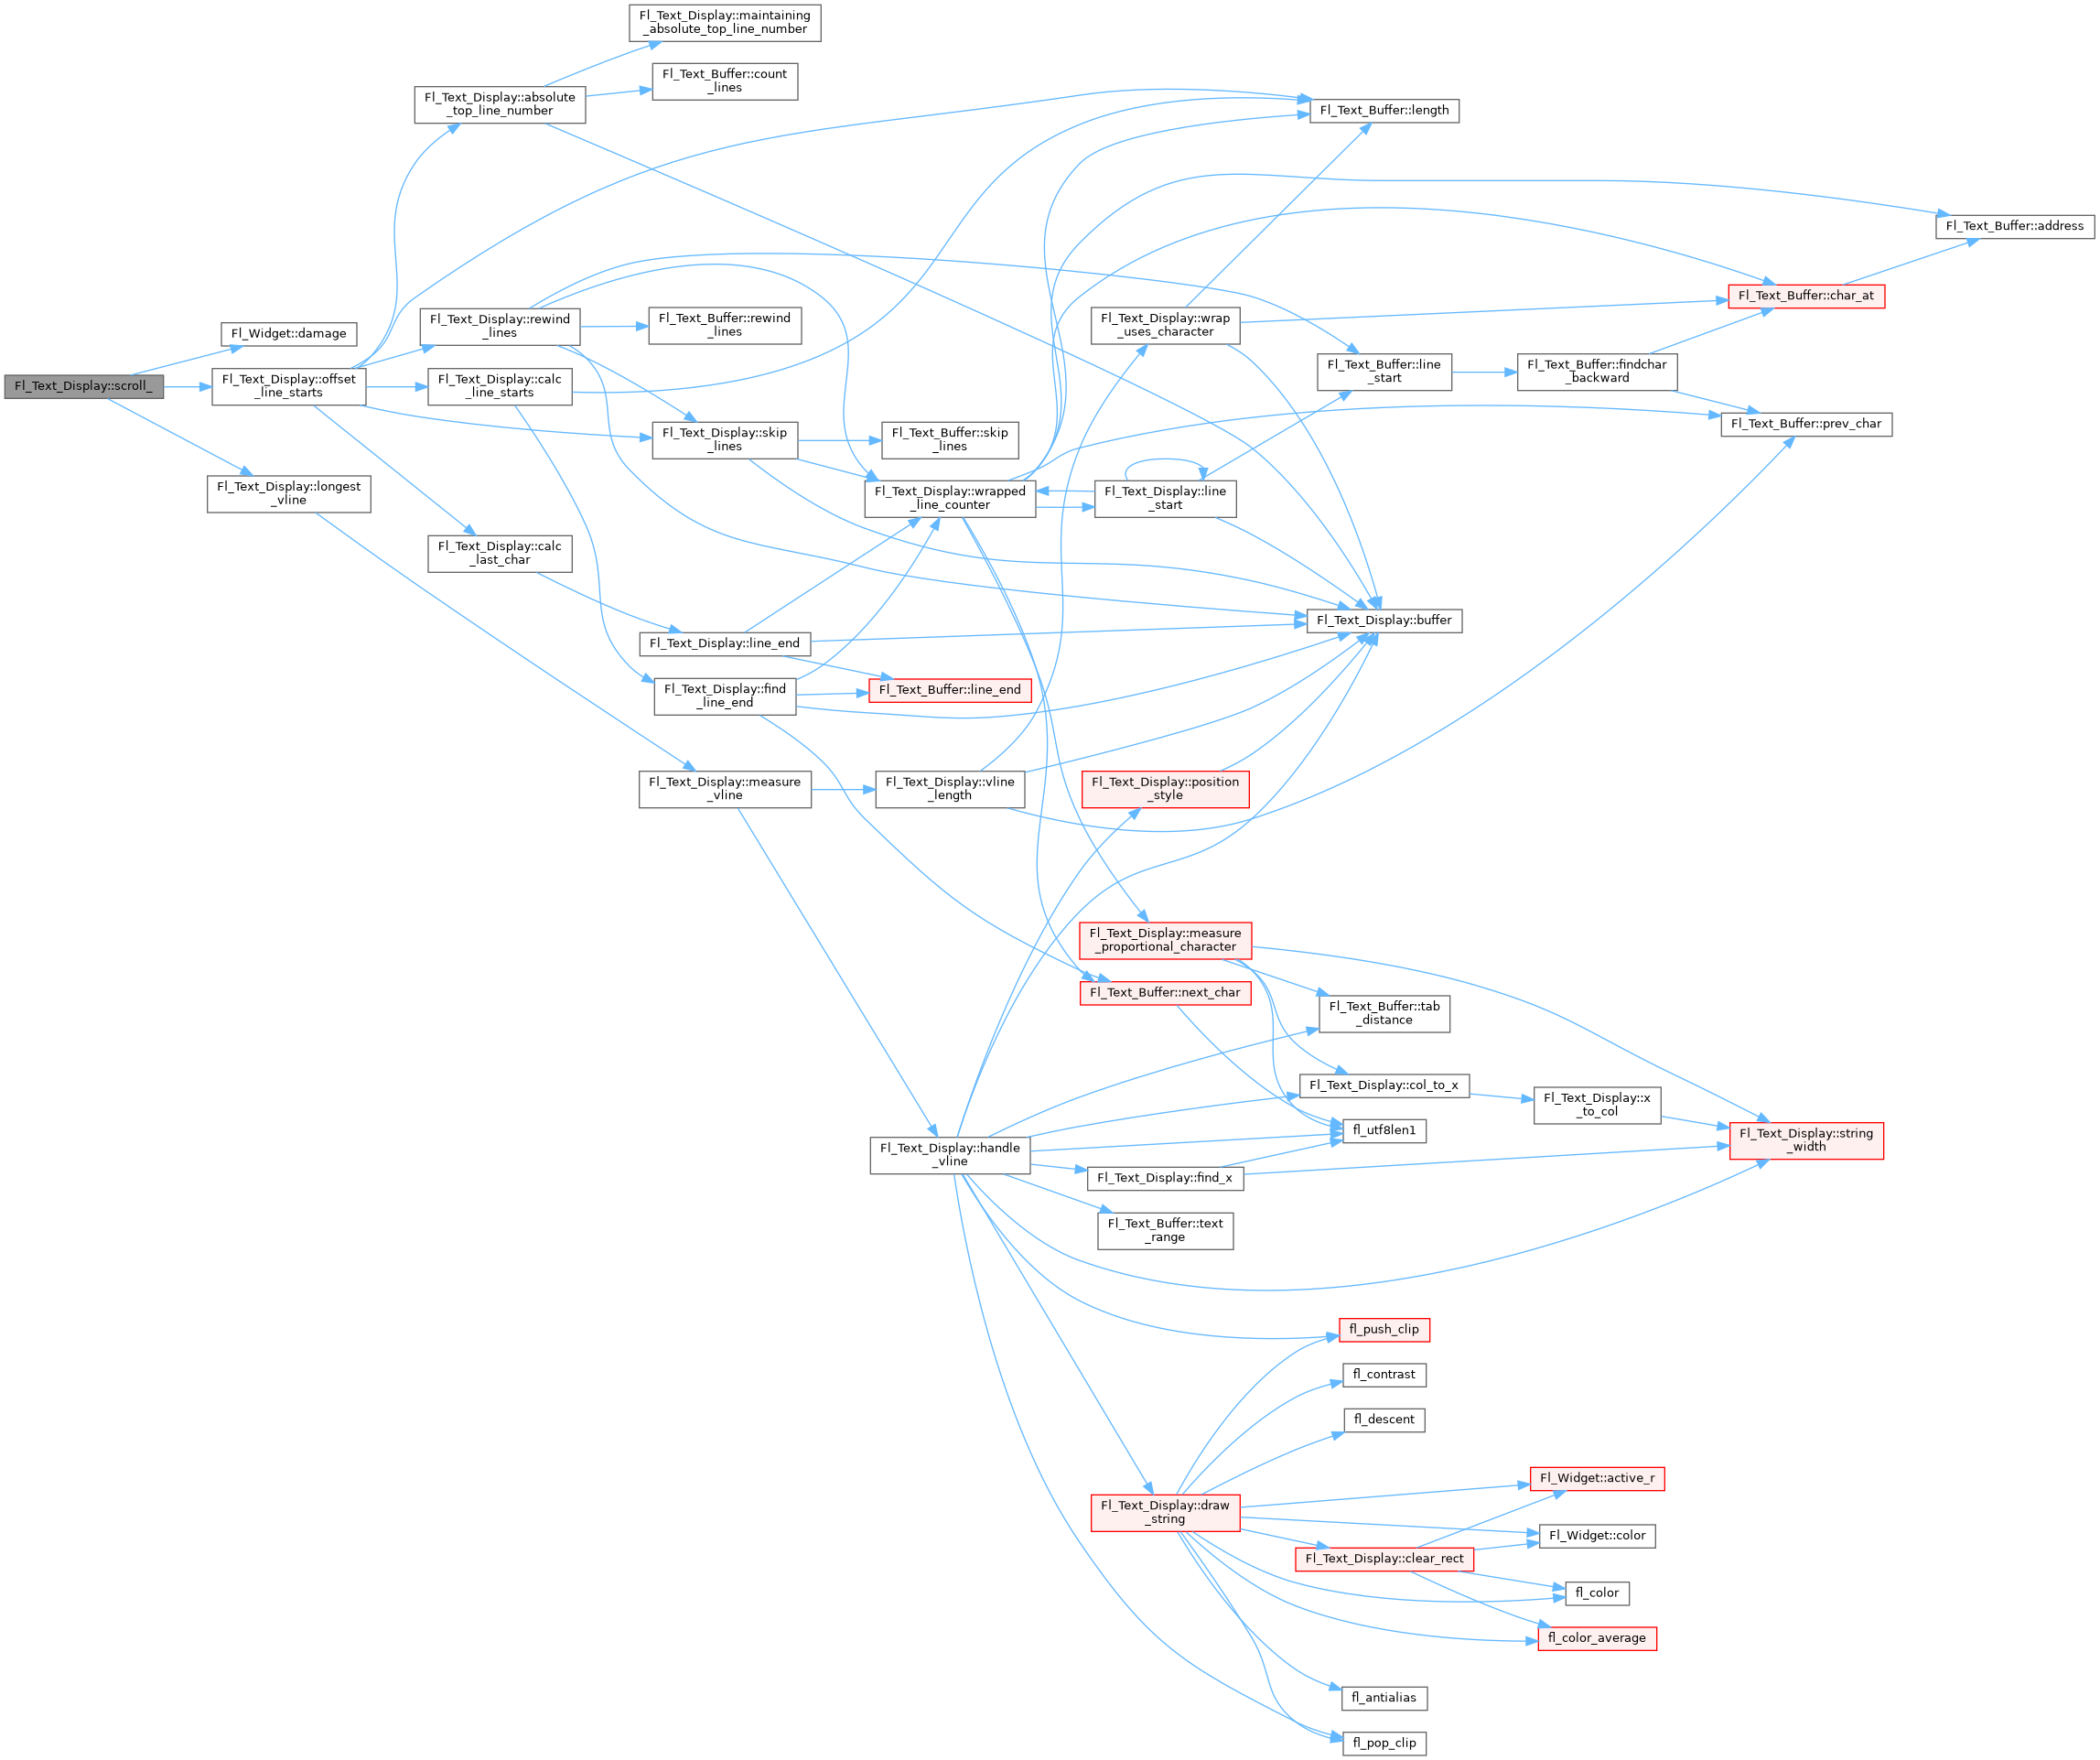 Fl_Text_Display::maintaining
_absolute_top_line_number
Fl_Text_Buffer::count
_lines
Fl_Text_Display::absolute
_top_line_number
Fl_Text_Buffer::length
Fl_Text_Buffer::address
Fl_Text_Buffer::char_at
Fl_Widget::damage
Fl_Text_Display::rewind
_lines
Fl_Text_Buffer::rewind
_lines
Fl_Text_Display::wrap
_uses_character
Fl_Text_Display::scroll_
Fl_Text_Display::offset
_line_starts
Fl_Text_Display::calc
_line_starts
Fl_Text_Buffer::line
_start
Fl_Text_Buffer::findchar
_backward
Fl_Text_Buffer::prev_char
Fl_Text_Display::skip
_lines
Fl_Text_Buffer::skip
_lines
Fl_Text_Display::longest
_vline
Fl_Text_Display::wrapped
_line_counter
Fl_Text_Display::line
_start
Fl_Text_Display::calc
_last_char
Fl_Text_Display::buffer
Fl_Text_Display::line_end
Fl_Text_Display::find
_line_end
Fl_Text_Buffer::line_end
Fl_Text_Display::measure
_vline
Fl_Text_Display::vline
_length
Fl_Text_Display::position
_style
Fl_Text_Display::measure
_proportional_character
Fl_Text_Buffer::next_char
Fl_Text_Buffer::tab
_distance
Fl_Text_Display::col_to_x
Fl_Text_Display::x
_to_col
fl_utf8len1
Fl_Text_Display::string
_width
Fl_Text_Display::handle
_vline
Fl_Text_Display::find_x
Fl_Text_Buffer::text
_range
fl_push_clip
fl_contrast
fl_descent
Fl_Widget::active_r
Fl_Text_Display::draw
_string
Fl_Widget::color
Fl_Text_Display::clear_rect
fl_color
fl_color_average
fl_antialias
fl_pop_clip